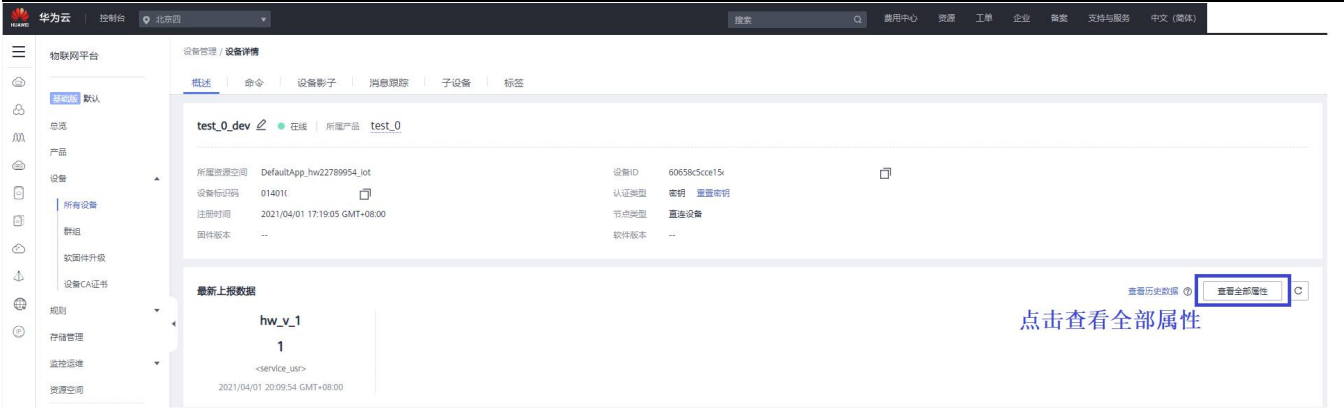 HUAWEI 华为云 控制台 北京四 搜索 费用中心 资源 工单 企业 备案 支持与服务 中文 (简体)
物联网平台
设备管理 / 设备详情
概述 命令 设备影子 消息跟踪 子设备 标签
基础版 默认
总览
产品
设备
所有设备
群组
软固件升级
设备CA证书
规则
存储管理
监控运维
资源空间
test_0_dev 在线 所属产品 test_0
所属资源空间 DefaultApp_hw22789954_iot 设备ID 60658c5cce15
设备标识码 01401 认证类型 密钥 重置密钥
注册时间 2021/04/01 17:19:05 GMT+08:00 节点类型 直连设备
固件版本 -- 软件版本 --
最新上报数据 查看历史数据 查看全部属性
点击查看全部属性
hw_v_1
1
<service_usr>
2021/04/01 20:09:54 GMT+08:00